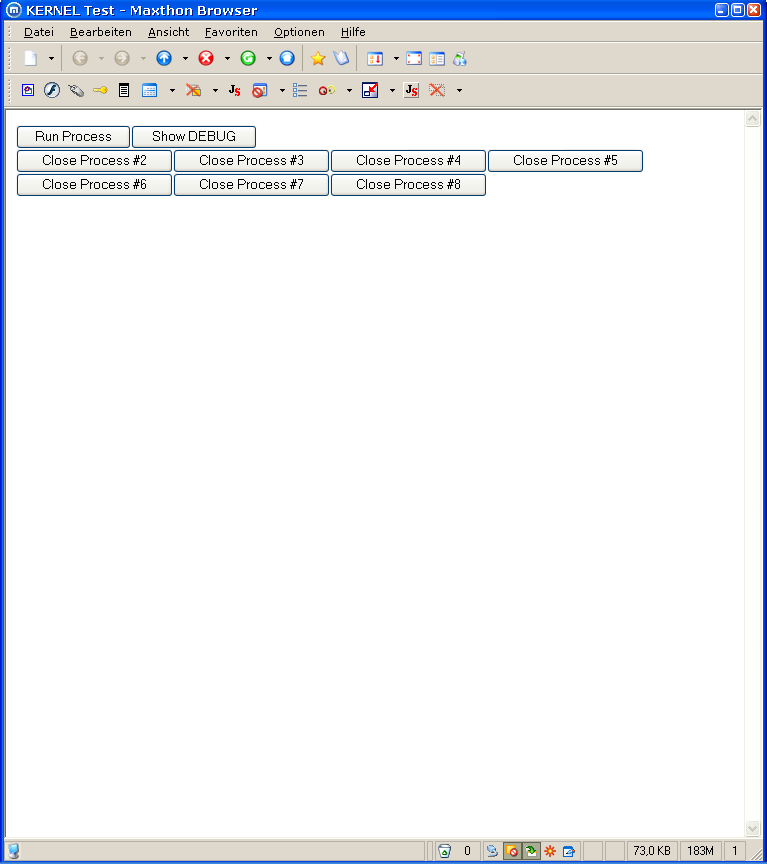 KERNEL Test - Maxthon Browser
Datei Bearbeiten Ansicht Favoriten Optionen Hilfe
Js Js
Run Process Show DEBUG
Close Process #2 Close Process #3 Close Process #4 Close Process #5
Close Process #6 Close Process #7 Close Process #8
0 73,0 KB 183M 1